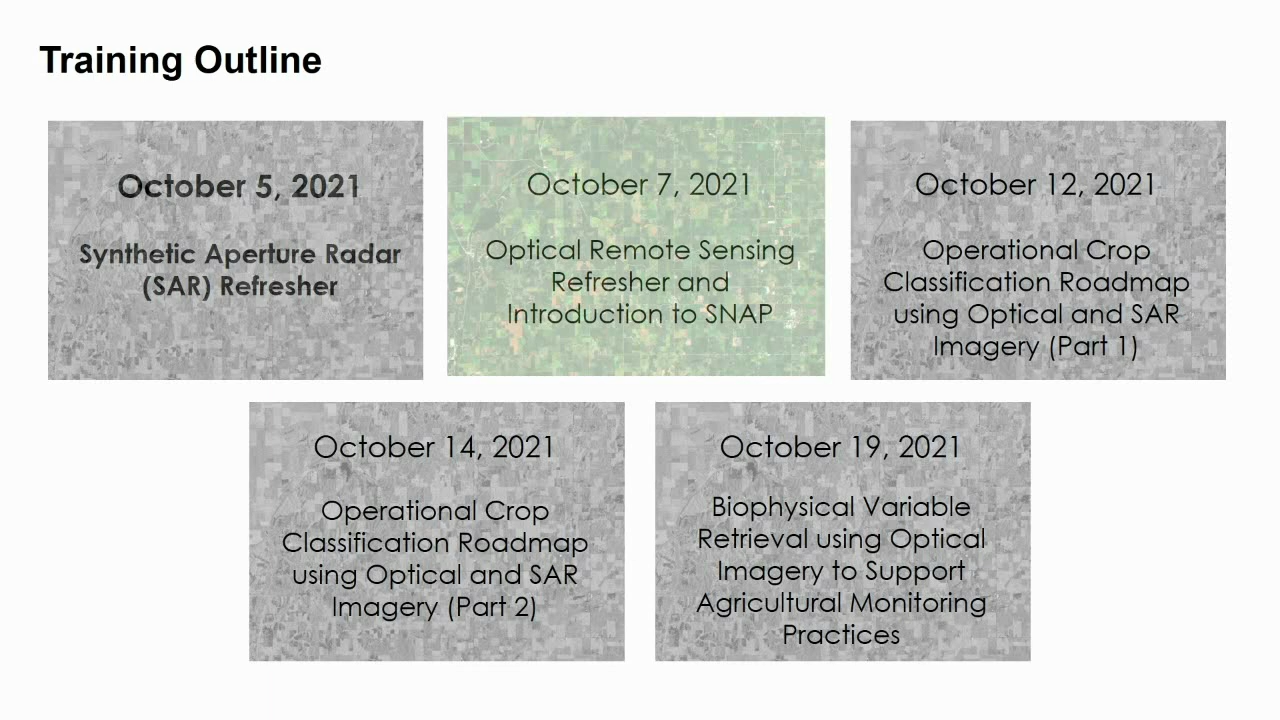 Training Outline
October 5, 2021
Synthetic Aperture Radar
(SAR) Refresher
October 7, 2021
Optical Remote Sensing
Refresher and
Introduction to SNAP
October 12, 2021
Operational Crop
Classification Roadmap
using Optical and SAR
Imagery (Part 1)
October 14, 2021
Operational Crop
Classification Roadmap
using Optical and SAR
Imagery (Part 2)
October 19, 2021
Biophysical Variable
Retrieval using Optical
Imagery to Support
Agricultural Monitoring
Practices